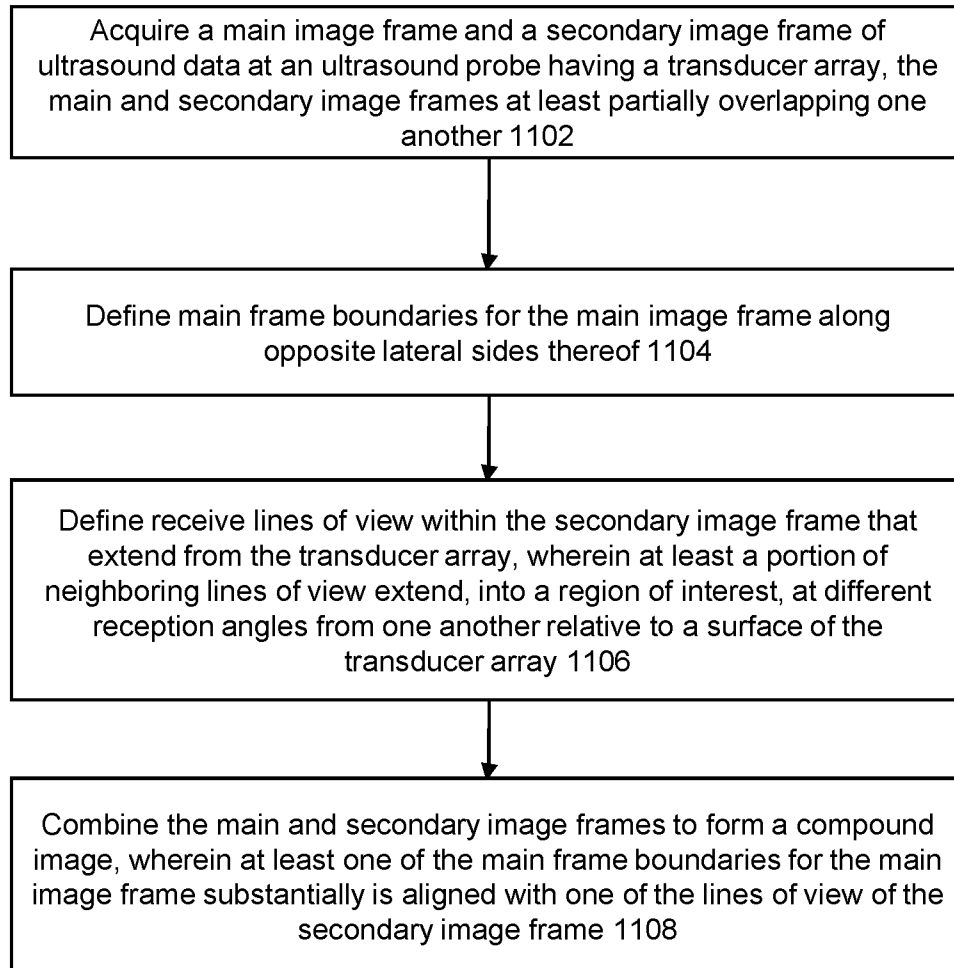 Acquire a main image frame and a secondary image frame of
ultrasound data at an ultrasound probe having a transducer array, the
main and secondary image frames at least partially overlapping one
another 1102
Define main frame boundaries for the main image frame along
opposite lateral sides thereof 1104
Define receive lines of view within the secondary image frame that
extend from the transducer array, wherein at least a portion of
neighboring lines of view extend, into a region of interest, at different
reception angles from one another relative to a surface of the
transducer array 1106
Combine the main and secondary image frames to form a compound
image, wherein at least one of the main frame boundaries for the main
image frame substantially is aligned with one of the lines of view of the
secondary image frame 1108